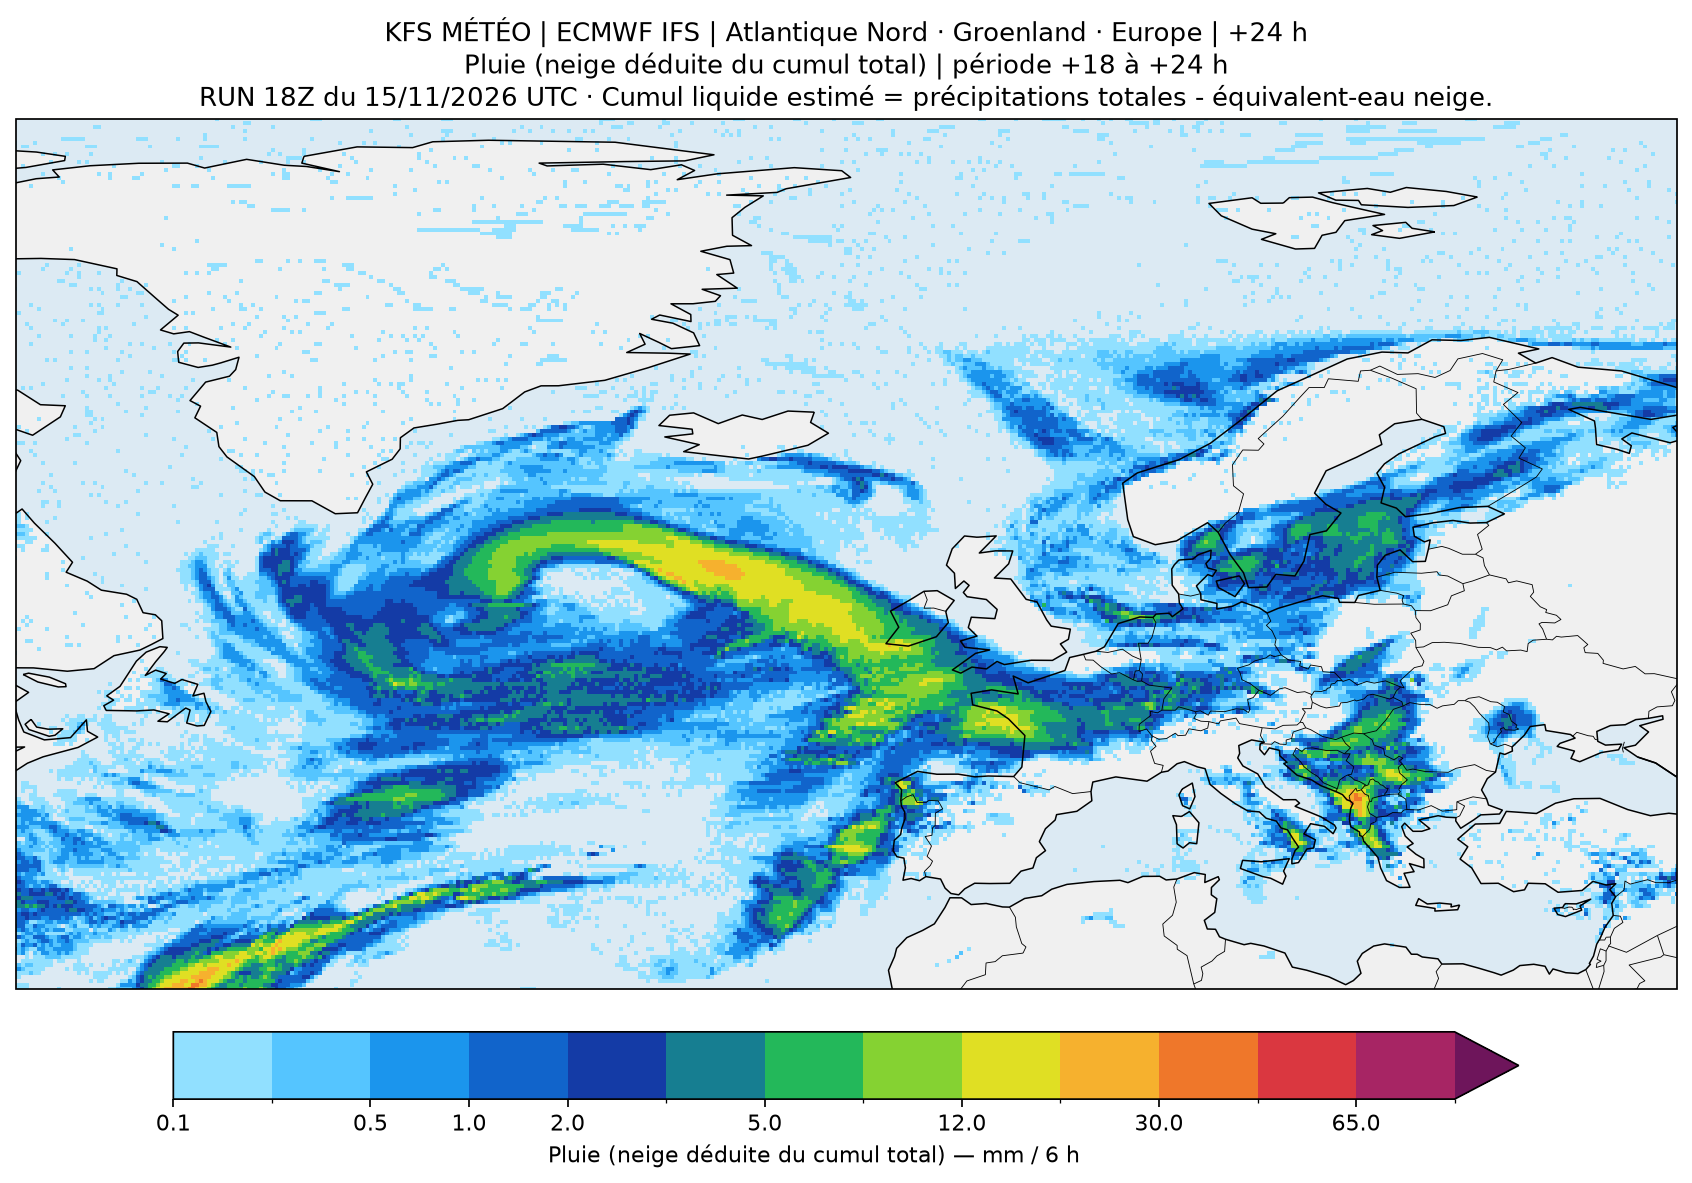 KFS MÉTÉO | ECMWF IFS | Atlantique Nord · Groenland · Europe | +24 h
Pluie (neige déduite du cumul total) | période +18 à +24 h
RUN 18Z du 15/11/2026 UTC · Cumul liquide estimé = précipitations totales - équivalent-eau neige.
0.1 0.5 1.0 2.0 5.0 12.0 30.0 65.0
Pluie (neige déduite du cumul total) — mm / 6 h